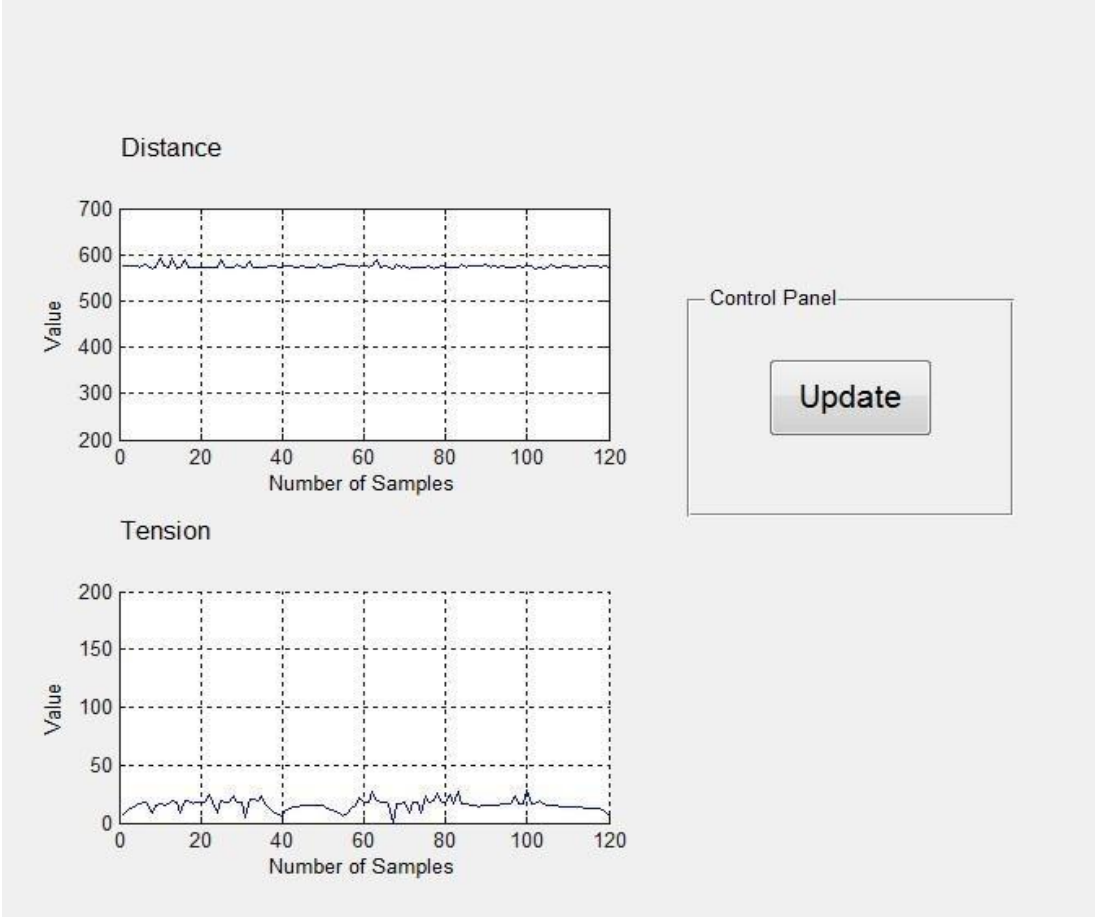 Distance
700
600
500
400
300
200
Value
0 20 40 60 80 100 120
Number of Samples
Tension
200
150
100
50
0
Value
0 20 40 60 80 100 120
Number of Samples
Control Panel
Update